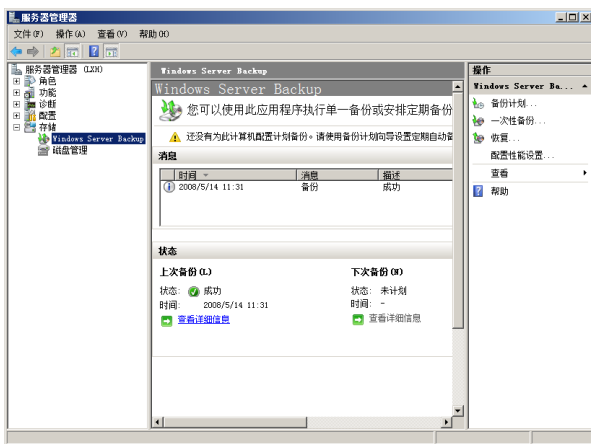 服务器管理器
文件(F) 操作(A) 查看(V) 帮助(H)
服务器管理器 (LXH)
角色
功能
诊断
配置
存储
Windows Server Backup
磁盘管理
Windows Server Backup
Windows Server Backup
您可以使用此应用程序执行单一备份或安排定期备份
还没有为此计算机配置计划备份。请使用备份计划向导设置定期自动备
消息
时间 消息 描述
2008/5/14 11:31 备份 成功
状态
上次备份(L)
状态: 成功
时间: 2008/5/14 11:31
查看详细信息
下次备份(N)
状态: 未计划
时间: -
查看详细信息
操作
Windows Server Ba...
备份计划...
一次性备份...
恢复...
配置性能设置...
查看
帮助